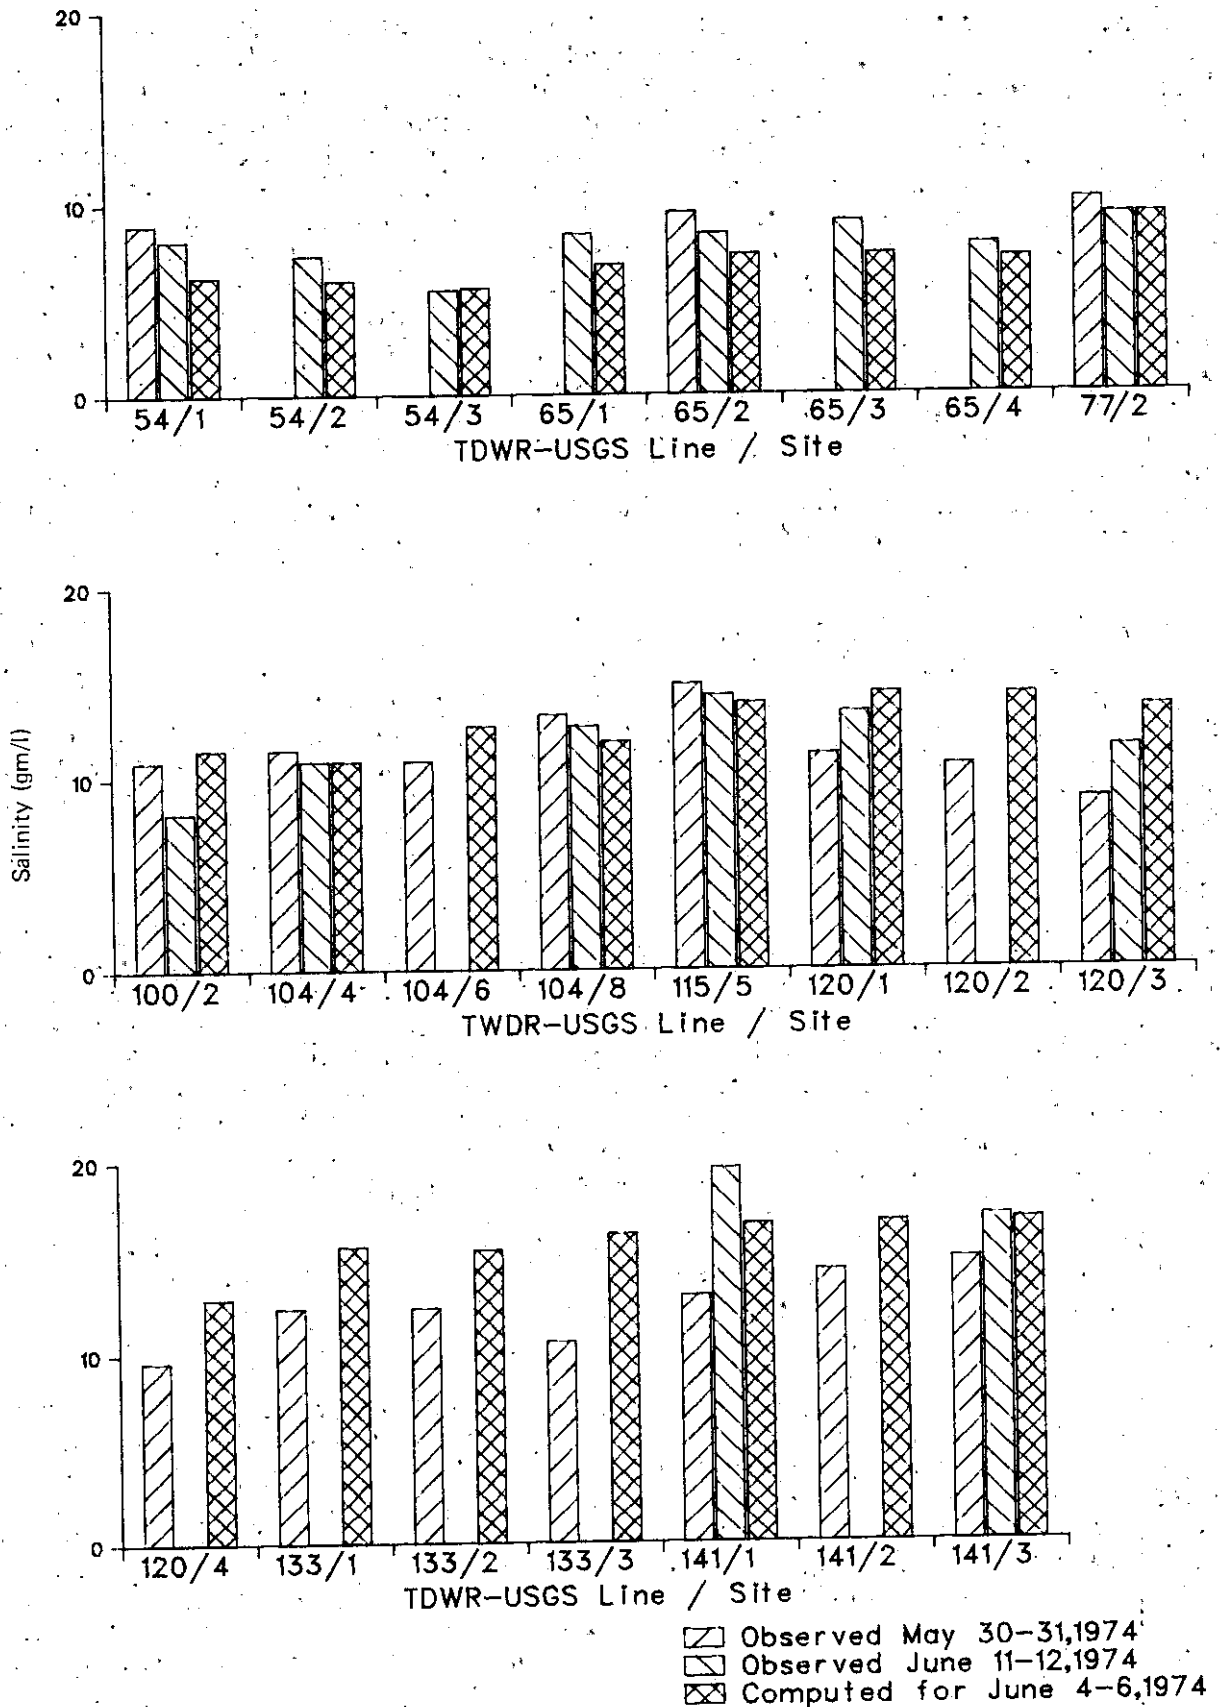 20
10
0
54/1 54/2 54/3 65/1 65/2 65/3 65/4 77/2
TDWR-USGS Line / Site
20
10
0
Salinity (gm/l)
100/2 104/4 104/6 104/8 115/5 120/1 120/2 120/3
TWDR-USGS Line / Site
20
10
0
120/4 133/1 133/2 133/3 141/1 141/2 141/3
TDWR-USGS Line / Site
Observed May 30-31,1974
Observed June 11-12,1974
Computed for June 4-6,1974